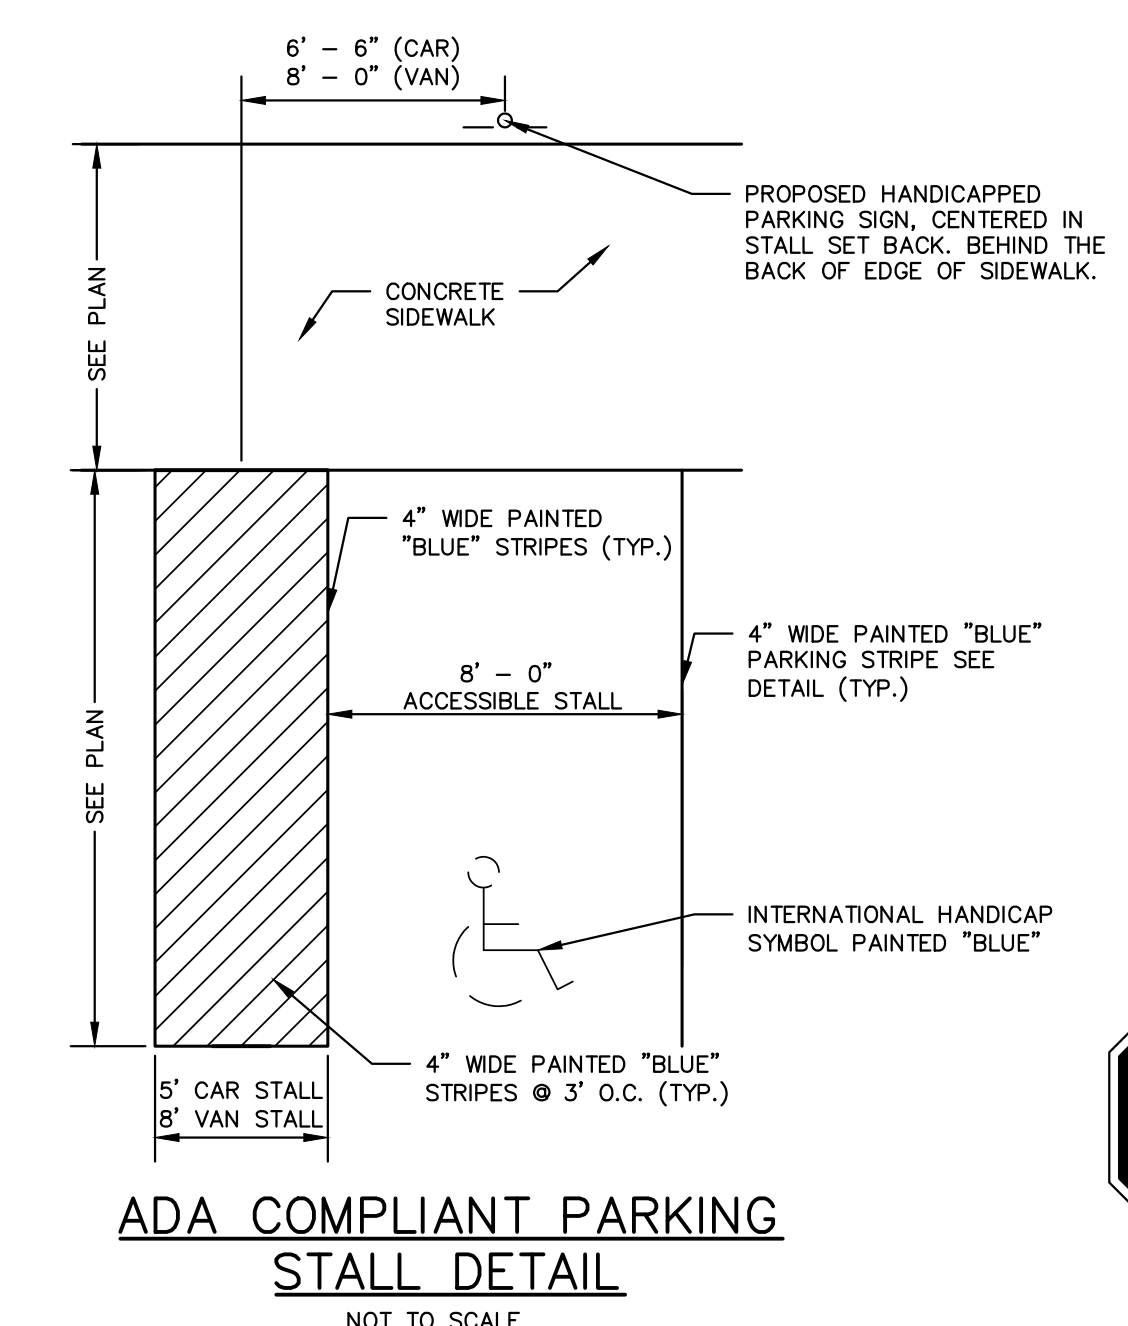 6' - 6" (CAR)
8' - 0" (VAN)
PROPOSED HANDICAPPED
PARKING SIGN, CENTERED IN
STALL SET BACK. BEHIND THE
BACK OF EDGE OF SIDEWALK.
CONCRETE
SIDEWALK
SEE PLAN
4" WIDE PAINTED
"BLUE" STRIPES (TYP.)
4" WIDE PAINTED "BLUE"
PARKING STRIPE SEE
DETAIL (TYP.)
8' - 0"
ACCESSIBLE STALL
SEE PLAN
INTERNATIONAL HANDICAP
SYMBOL PAINTED "BLUE"
4" WIDE PAINTED "BLUE"
STRIPES @ 3' O.C. (TYP.)
5' CAR STALL
8' VAN STALL
ADA COMPLIANT PARKING
STALL DETAIL
NOT TO SCALE